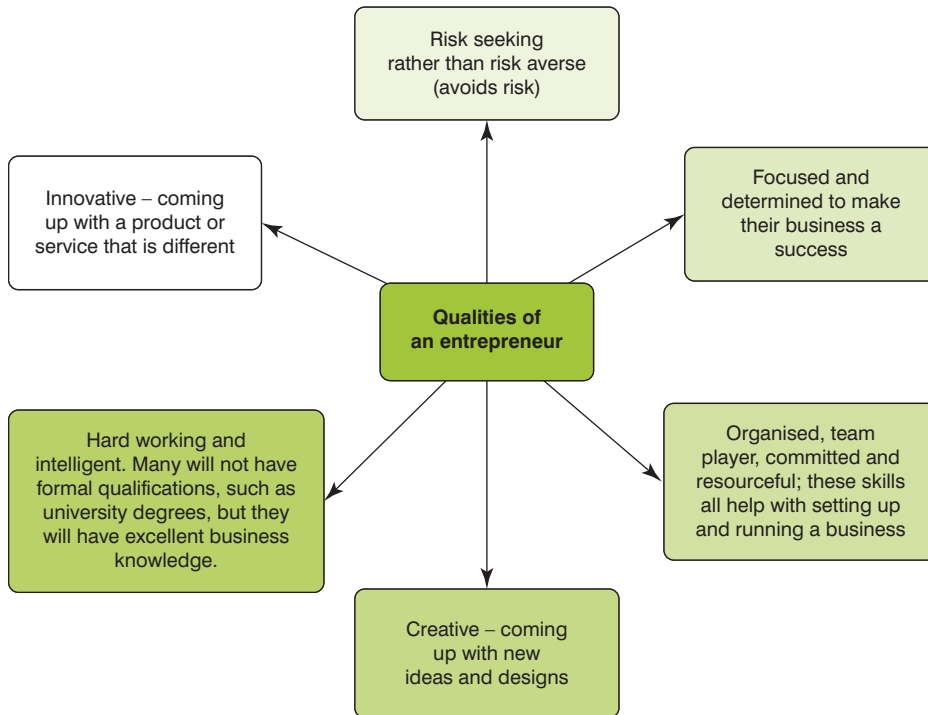 Risk seeking
rather than risk averse
(avoids risk)
Innovative – coming
up with a product or
service that is different
Focused and
determined to make
their business a
success
Qualities of
an entrepreneur
Hard working and
intelligent. Many will not have
formal qualifications, such as
university degrees, but they
will have excellent business
knowledge.
Organised, team
player, committed and
resourceful; these skills
all help with setting up
and running a business
Creative – coming
up with new
ideas and designs